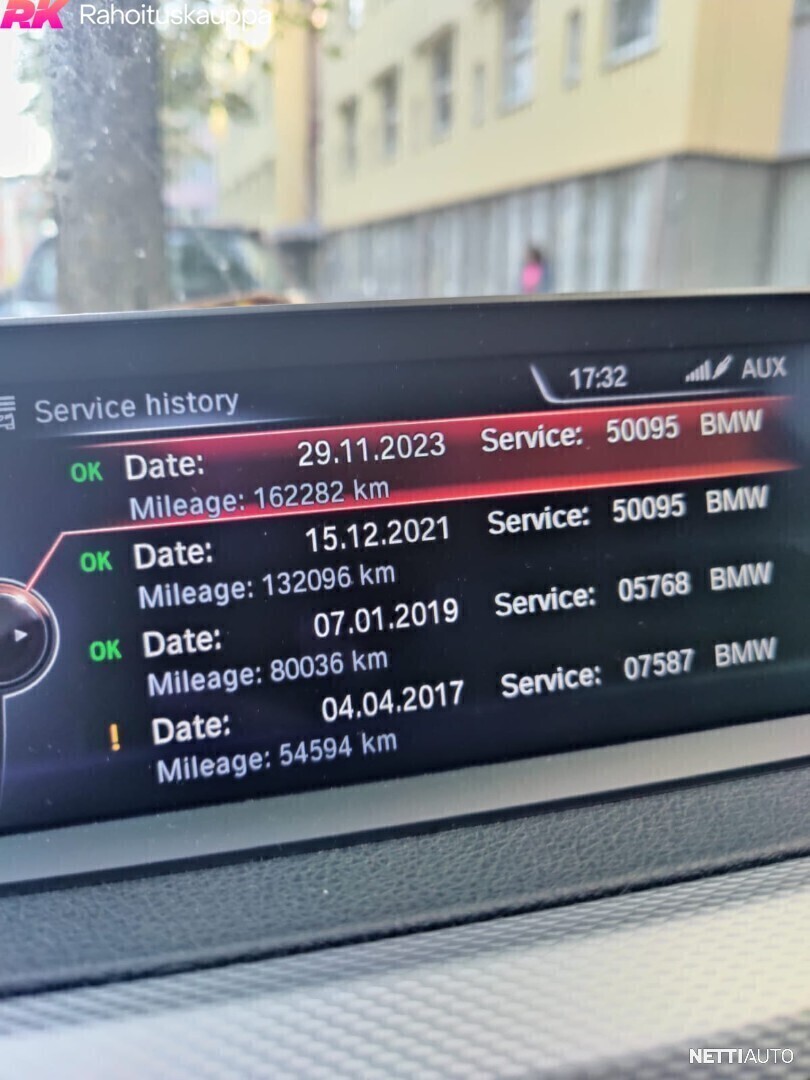 RK Rahoituskauppa
Service history 17:32 AUX
OK Date: 29.11.2023 Service: 50095 BMW
Mileage: 162282 km
OK Date: 15.12.2021 Service: 50095 BMW
Mileage: 132096 km
OK Date: 07.01.2019 Service: 05768 BMW
Mileage: 80036 km
! Date: 04.04.2017 Service: 07587 BMW
Mileage: 54594 km
NETTIAUTO